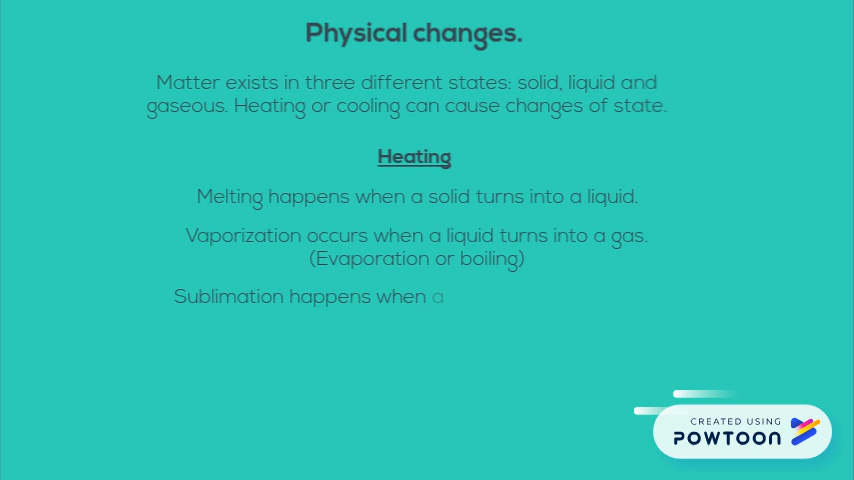 Physical changes.
Matter exists in three different states: solid, liquid and
gaseous. Heating or cooling can cause changes of state.
Heating
Melting happens when a solid turns into a liquid.
Vaporization occurs when a liquid turns into a gas.
(Evaporation or boiling)
Sublimation happens when a
CREATED USING
POWTOON